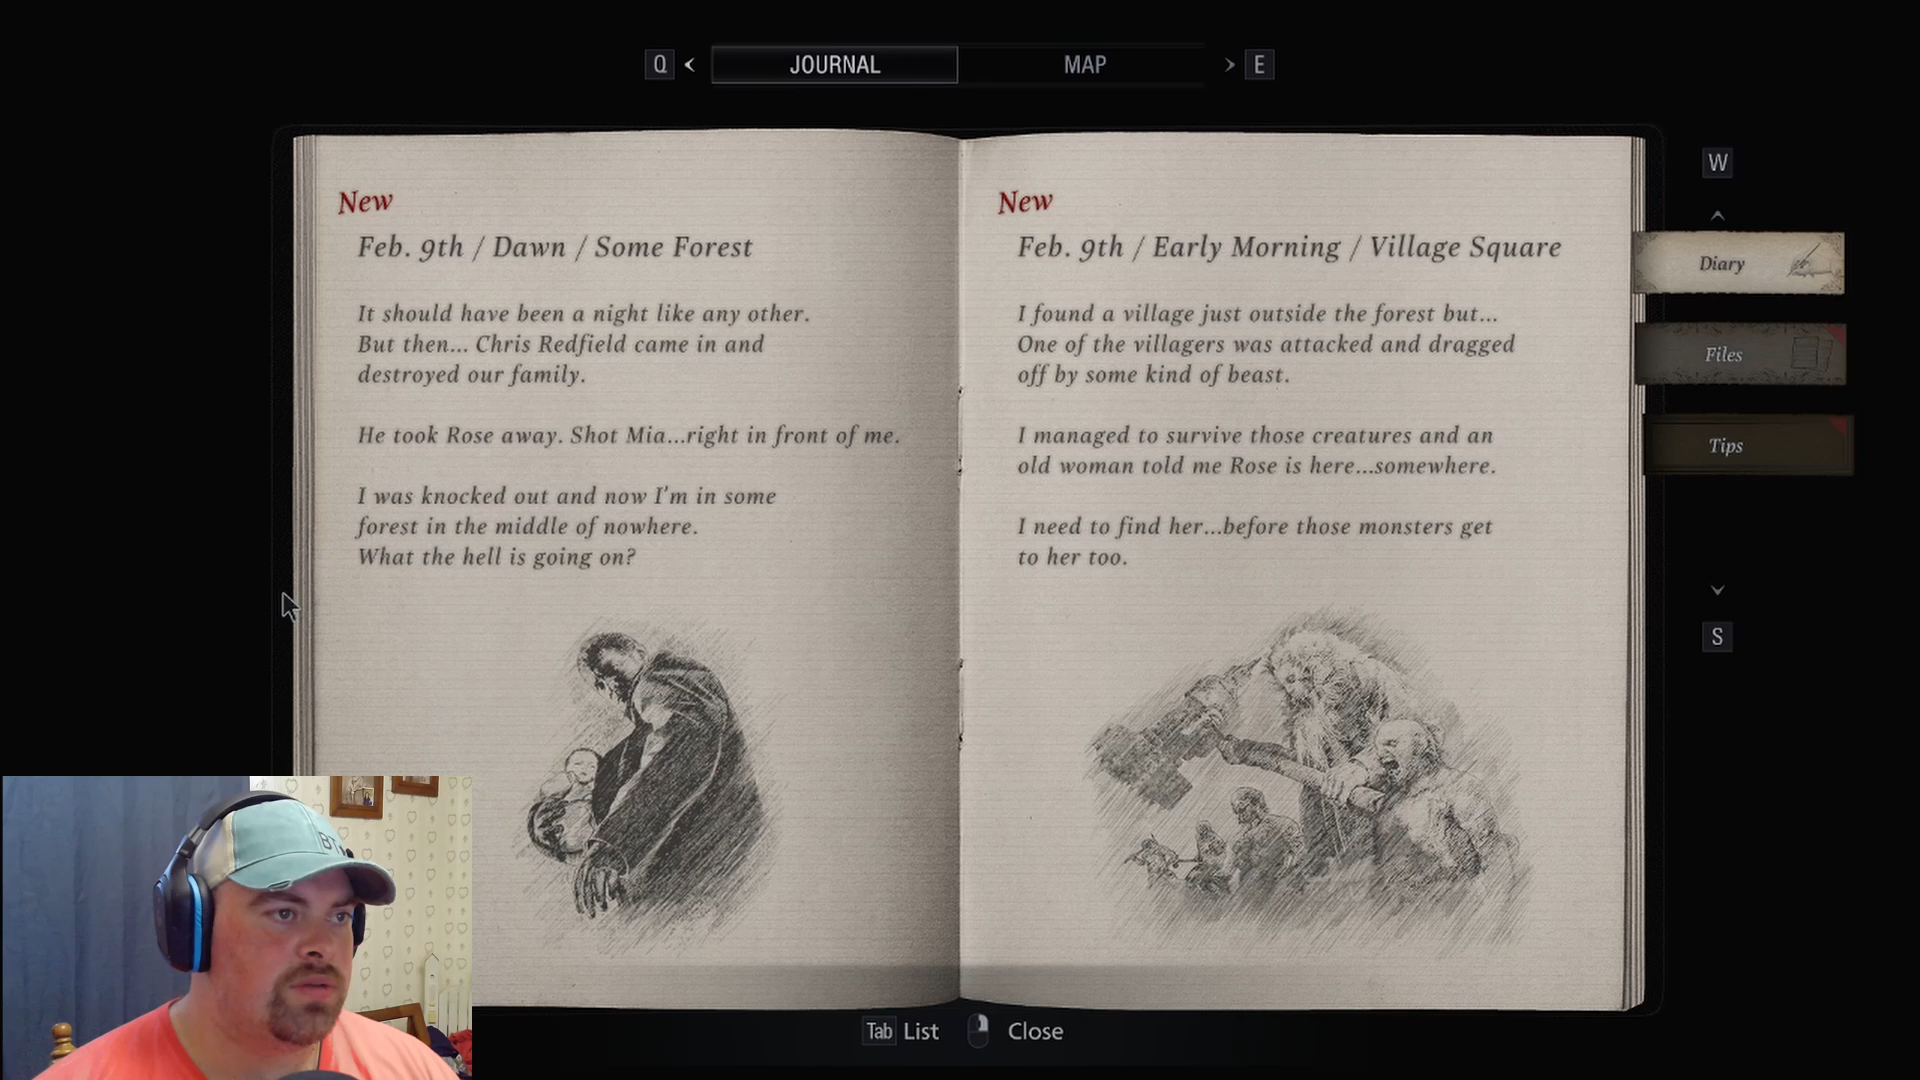 Q JOURNAL MAP E
New
Feb. 9th / Dawn / Some Forest
It should have been a night like any other.
But then... Chris Redfield came in and
destroyed our family.
He took Rose away. Shot Mia...right in front of me.
I was knocked out and now I'm in some
forest in the middle of nowhere.
What the hell is going on?
New
Feb. 9th / Early Morning / Village Square
I found a village just outside the forest but...
One of the villagers was attacked and dragged
off by some kind of beast.
I managed to survive those creatures and an
old woman told me Rose is here...somewhere.
I need to find her...before those monsters get
to her too.
W
Diary
Files
Tips
S
Tab List Close